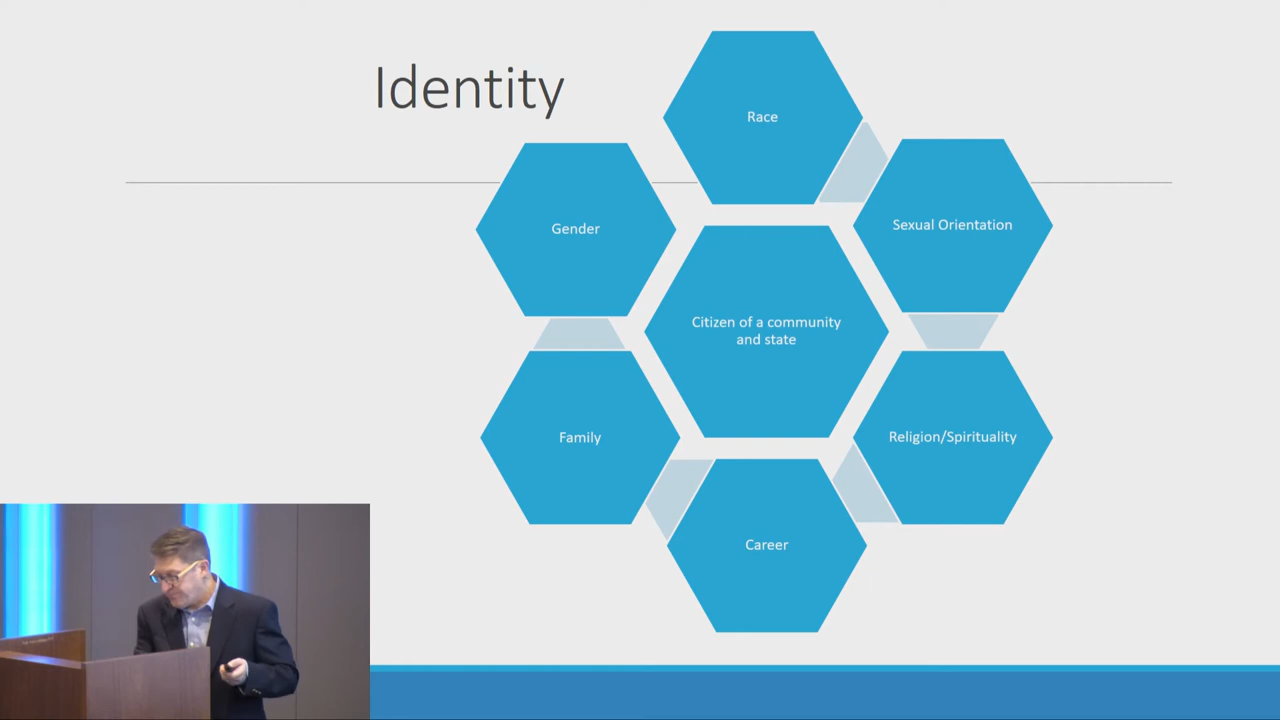 Identity
Race
Gender
Sexual Orientation
Citizen of a community
and state
Family
Religion/Spirituality
Career